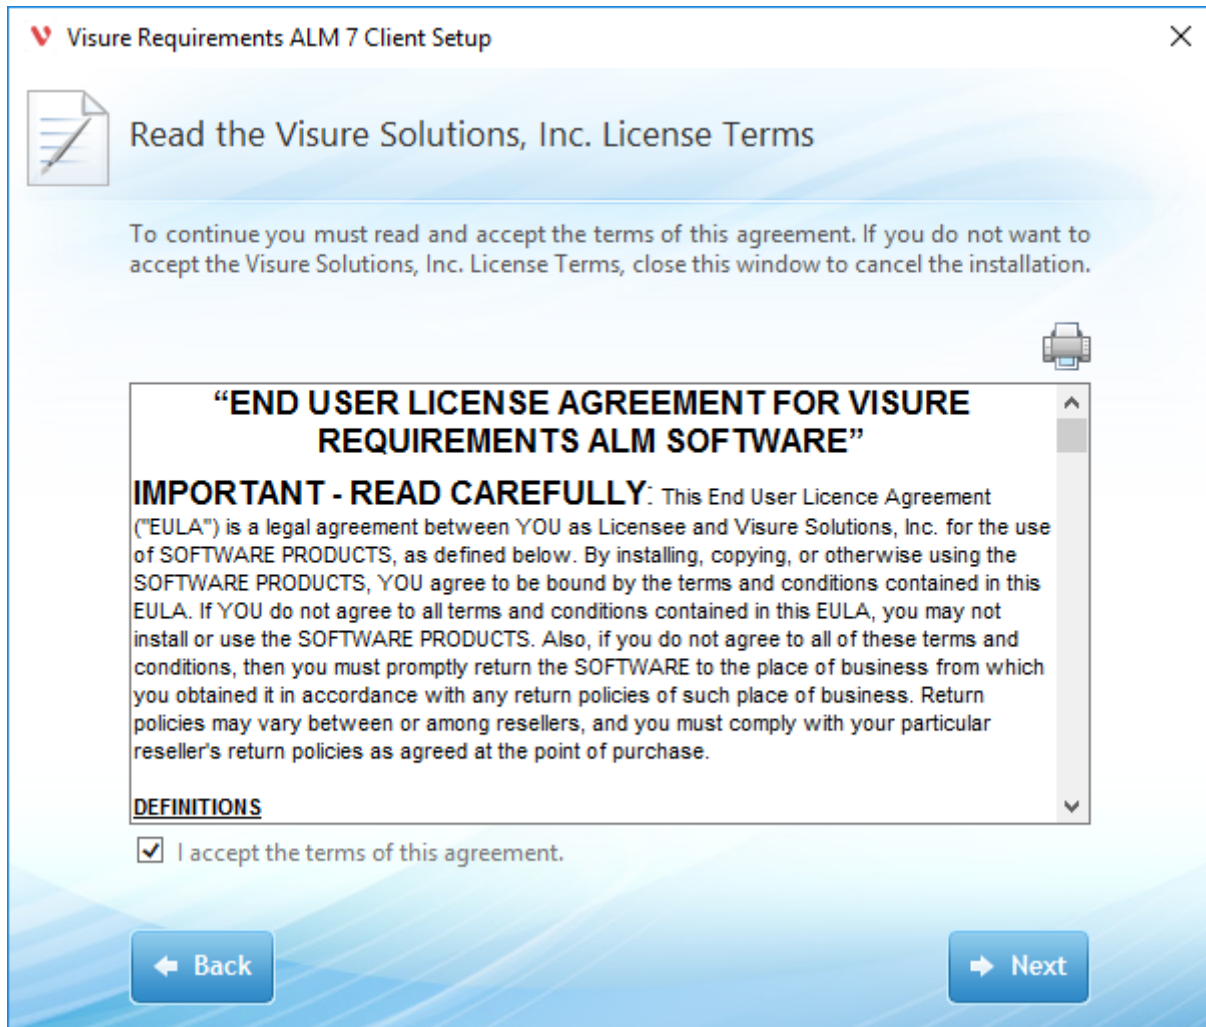 Visure Requirements ALM 7 Client Setup
Read the Visure Solutions, Inc. License Terms
To continue you must read and accept the terms of this agreement. If you do not want to
accept the Visure Solutions, Inc. License Terms, close this window to cancel the installation.
“END USER LICENSE AGREEMENT FOR VISURE
REQUIREMENTS ALM SOFTWARE”
IMPORTANT - READ CAREFULLY: This End User Licence Agreement
("EULA") is a legal agreement between YOU as Licensee and Visure Solutions, Inc. for the use
of SOFTWARE PRODUCTS, as defined below. By installing, copying, or otherwise using the
SOFTWARE PRODUCTS, YOU agree to be bound by the terms and conditions contained in this
EULA. If YOU do not agree to all terms and conditions contained in this EULA, you may not
install or use the SOFTWARE PRODUCTS. Also, if you do not agree to all of these terms and
conditions, then you must promptly return the SOFTWARE to the place of business from which
you obtained it in accordance with any return policies of such place of business. Return
policies may vary between or among resellers, and you must comply with your particular
reseller's return policies as agreed at the point of purchase.
DEFINITIONS
I accept the terms of this agreement.
Back
Next